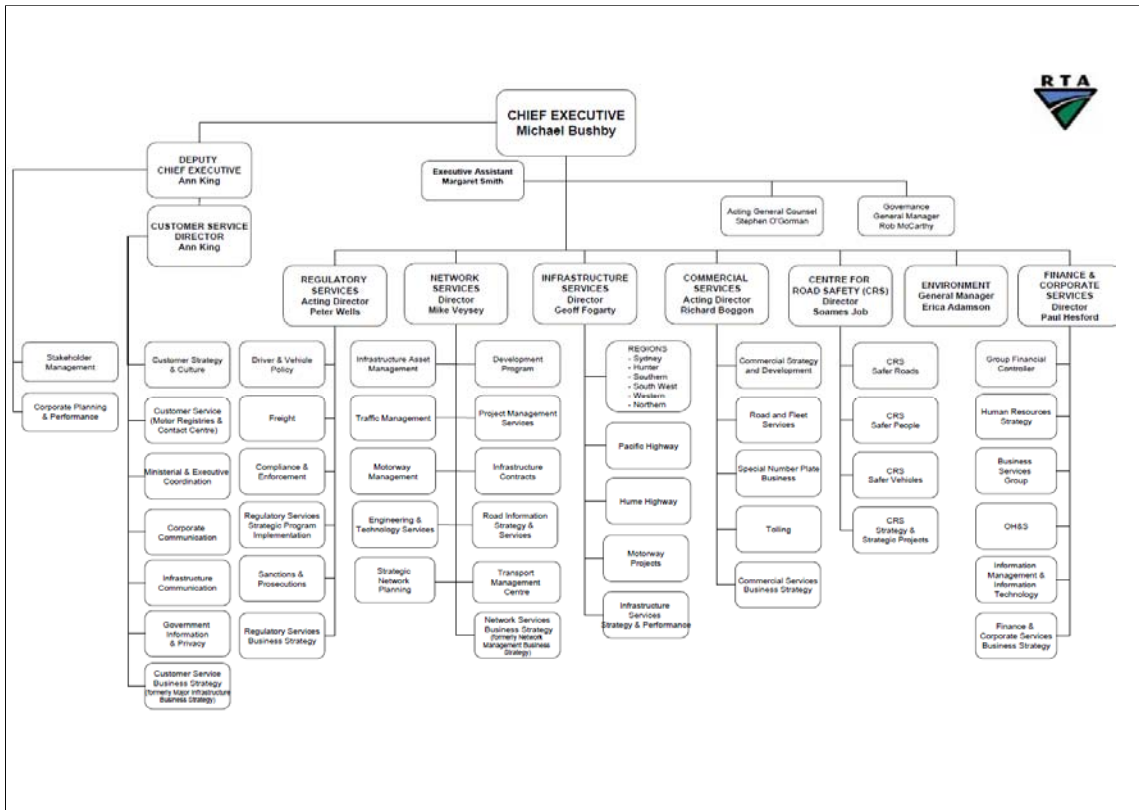 RTA
CHIEF EXECUTIVE
Michael Bushby
DEPUTY
CHIEF EXECUTIVE
Ann King
Executive Assistant
Margaret Smith
Acting General Counsel
Stephen O'Gorman
Governance
General Manager
Rob McCarthy
CUSTOMER SERVICE
DIRECTOR
Ann King
REGULATORY
SERVICES
Acting Director
Peter Wells
NETWORK
SERVICES
Director
Mike Veysey
INFRASTRUCTURE
SERVICES
Director
Geoff Fogarty
COMMERCIAL
SERVICES
Acting Director
Richard Boggon
CENTRE FOR
ROAD SAFETY (CRS)
Director
Soames Job
ENVIRONMENT
General Manager
Erica Adamson
FINANCE &
CORPORATE
SERVICES
Director
Paul Hesford
Stakeholder
Management
Corporate Planning
& Performance
Customer Strategy
& Culture
Customer Service
(Motor Registries
& Contact Centre)
Ministerial & Executive
Coordination
Corporate
Communication
Infrastructure
Communication
Government
Information
& Privacy
Customer Service
Business Strategy
(formerly Major Infrastructure
Business Strategy)
Driver & Vehicle
Policy
Freight
Compliance &
Enforcement
Regulatory Services
Strategic Program
Implementation
Sanctions &
Prosecutions
Regulatory Services
Business Strategy
Infrastructure Asset
Management
Traffic Management
Motorway
Management
Engineering &
Technology Services
Strategic
Network
Planning
Development
Program
Project Management
Services
Infrastructure
Contracts
Road Information
Strategy &
Services
Transport
Management
Centre
Network Services
Business Strategy
(formerly Network
Management Business
Strategy)
REGIONS
- Sydney
- Hunter
- Southern
- South West
- Western
- Northern
Pacific Highway
Hume Highway
Motorway
Projects
Infrastructure
Services
Strategy & Performance
Commercial Strategy
and Development
Road and Fleet
Services
Special Number Plate
Business
Tolling
Commercial Services
Business Strategy
CRS
Safer Roads
CRS
Safer People
CRS
Safer Vehicles
CRS
Strategy &
Strategic Projects
Group Financial
Controller
Human Resources
Strategy
Business
Services
Group
OH&S
Information
Management &
Information
Technology
Finance &
Corporate Services
Business Strategy